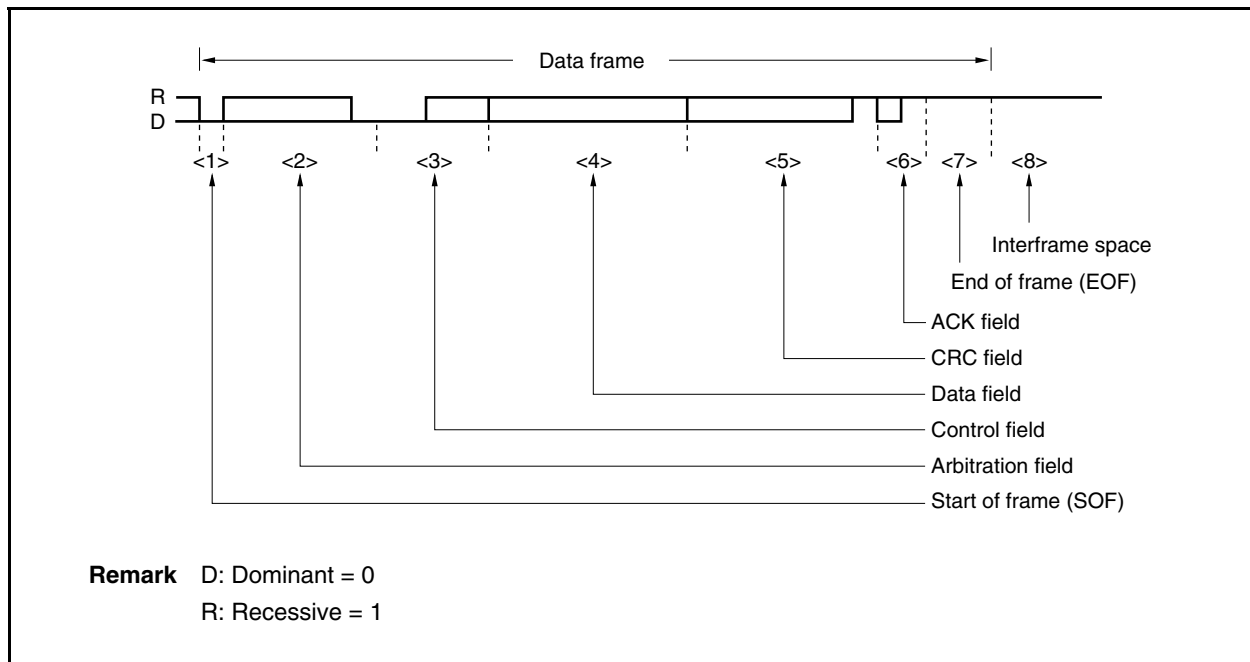 Data frame
R
D
<1> <2> <3> <4> <5> <6> <7> <8>
Interframe space
End of frame (EOF)
ACK field
CRC field
Data field
Control field
Arbitration field
Start of frame (SOF)
Remark D: Dominant = 0
R: Recessive = 1